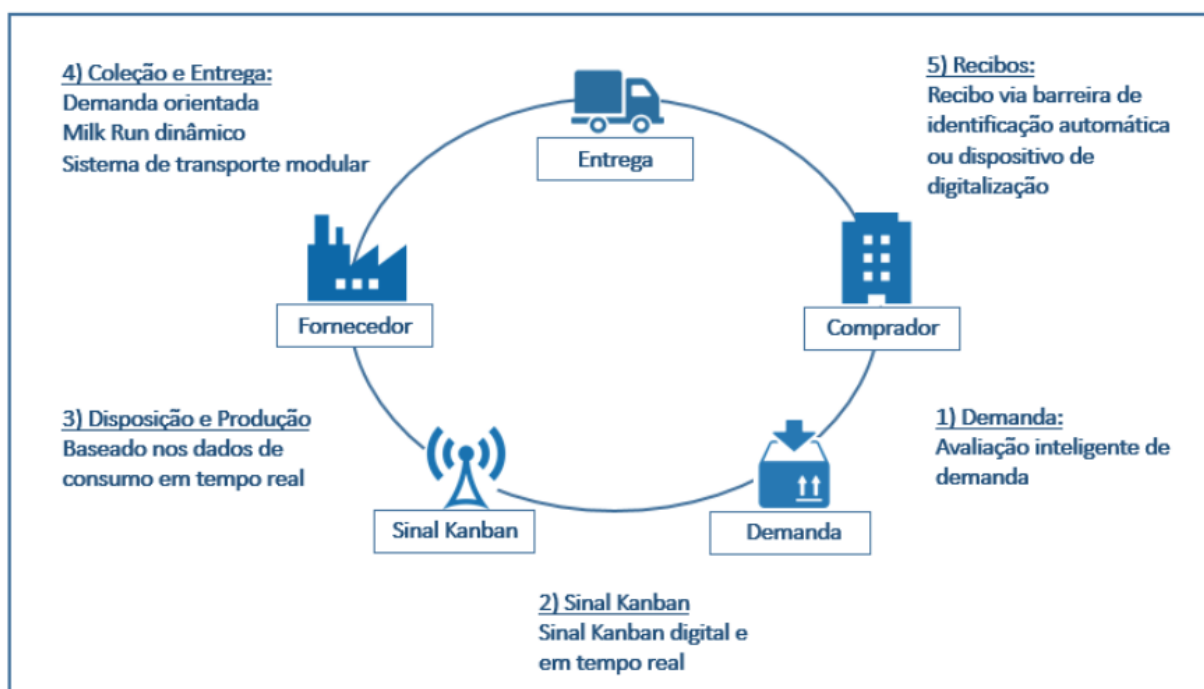 4) Coleção e Entrega:
Demanda orientada
Milk Run dinâmico
Sistema de transporte modular
Entrega
5) Recibos:
Recibo via barreira de
identificação automática
ou dispositivo de
digitalização
Fornecedor
Comprador
3) Disposição e Produção
Baseado nos dados de
consumo em tempo real
1) Demanda:
Avaliação inteligente de
demanda
Sinal Kanban
Demanda
2) Sinal Kanban
Sinal Kanban digital e
em tempo real